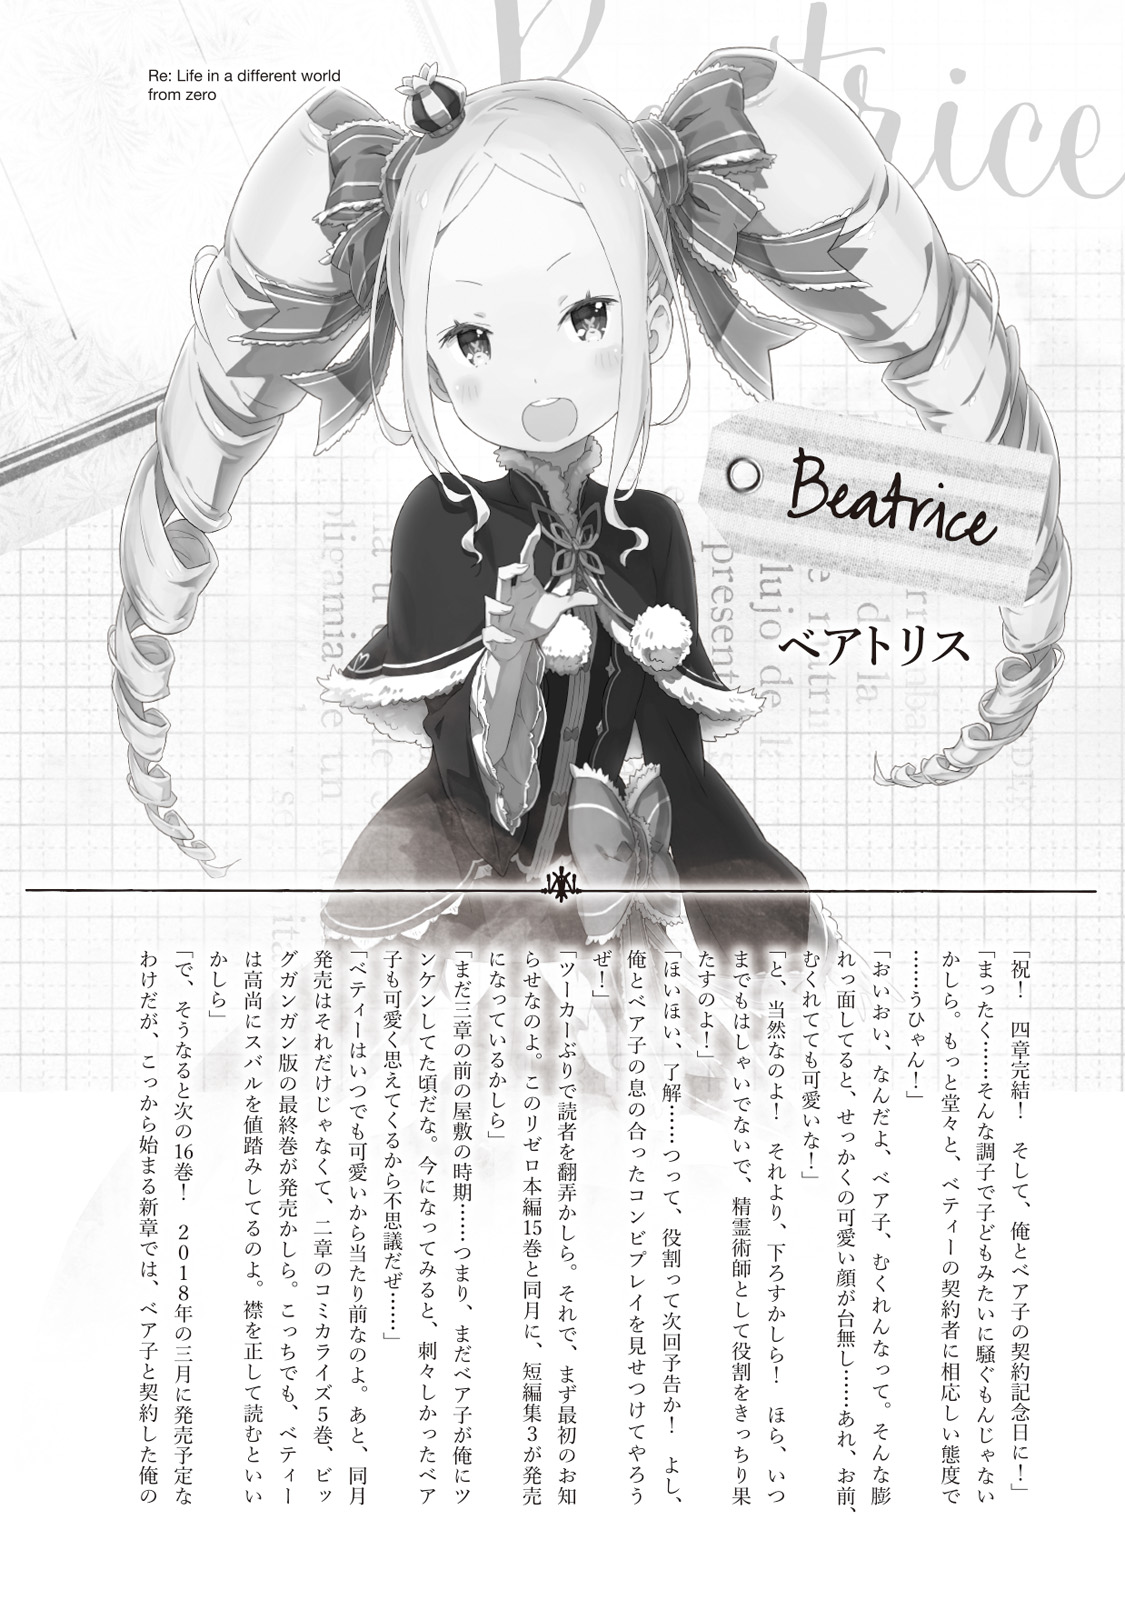 Re: Life in a different world
from zero
Beatrice
Beatrice
ベアトリス
「祝！　四章完結！　そして、俺とベア子の契約記念日に！」
「まったく……そんな調子で子どもみたいに騒ぐもんじゃない
かしら。もっと堂々と、ベティーの契約者に相応しい態度で
……うひゃん！」
「おいおい、なんだよ、ベア子、むくれんなって。そんな膨
れっ面してると、せっかくの可愛い顔が台無し……あれ、お前、
むくれてても可愛いな！」
「と、当然なのよ！　それより、下ろすかしら！　ほら、いつ
までもはしゃいでないで、精霊術師として役割をきっちり果
たすのよ！」
「ほいほい、了解……つって、役割って次回予告か！　よし、
俺とベア子の息の合ったコンビプレイを見せつけてやろう
ぜ！」
「ツーカーぶりで読者を翻弄かしら。それで、まず最初のお知
らせなのよ。このリゼロ本編15巻と同月に、短編集３が発売
になっているかしら」
「まだ三章の前の屋敷の時期……つまり、まだベア子が俺にツ
ンケンしてた頃だな。今になってみると、刺々しかったベア
子も可愛く思えてくるから不思議だぜ……」
「ベティーはいつでも可愛いから当たり前なのよ。あと、同月
発売はそれだけじゃなくて、二章のコミカライズ５巻、ビッ
グガンガン版の最終巻が発売かしら。こっちでも、ベティー
は高尚にスバルを値踏みしてるのよ。襟を正して読むといい
かしら」
「で、そうなると次の16巻！　２０１８年の三月に発売予定な
わけだが、こっから始まる新章では、ベア子と契約した俺の